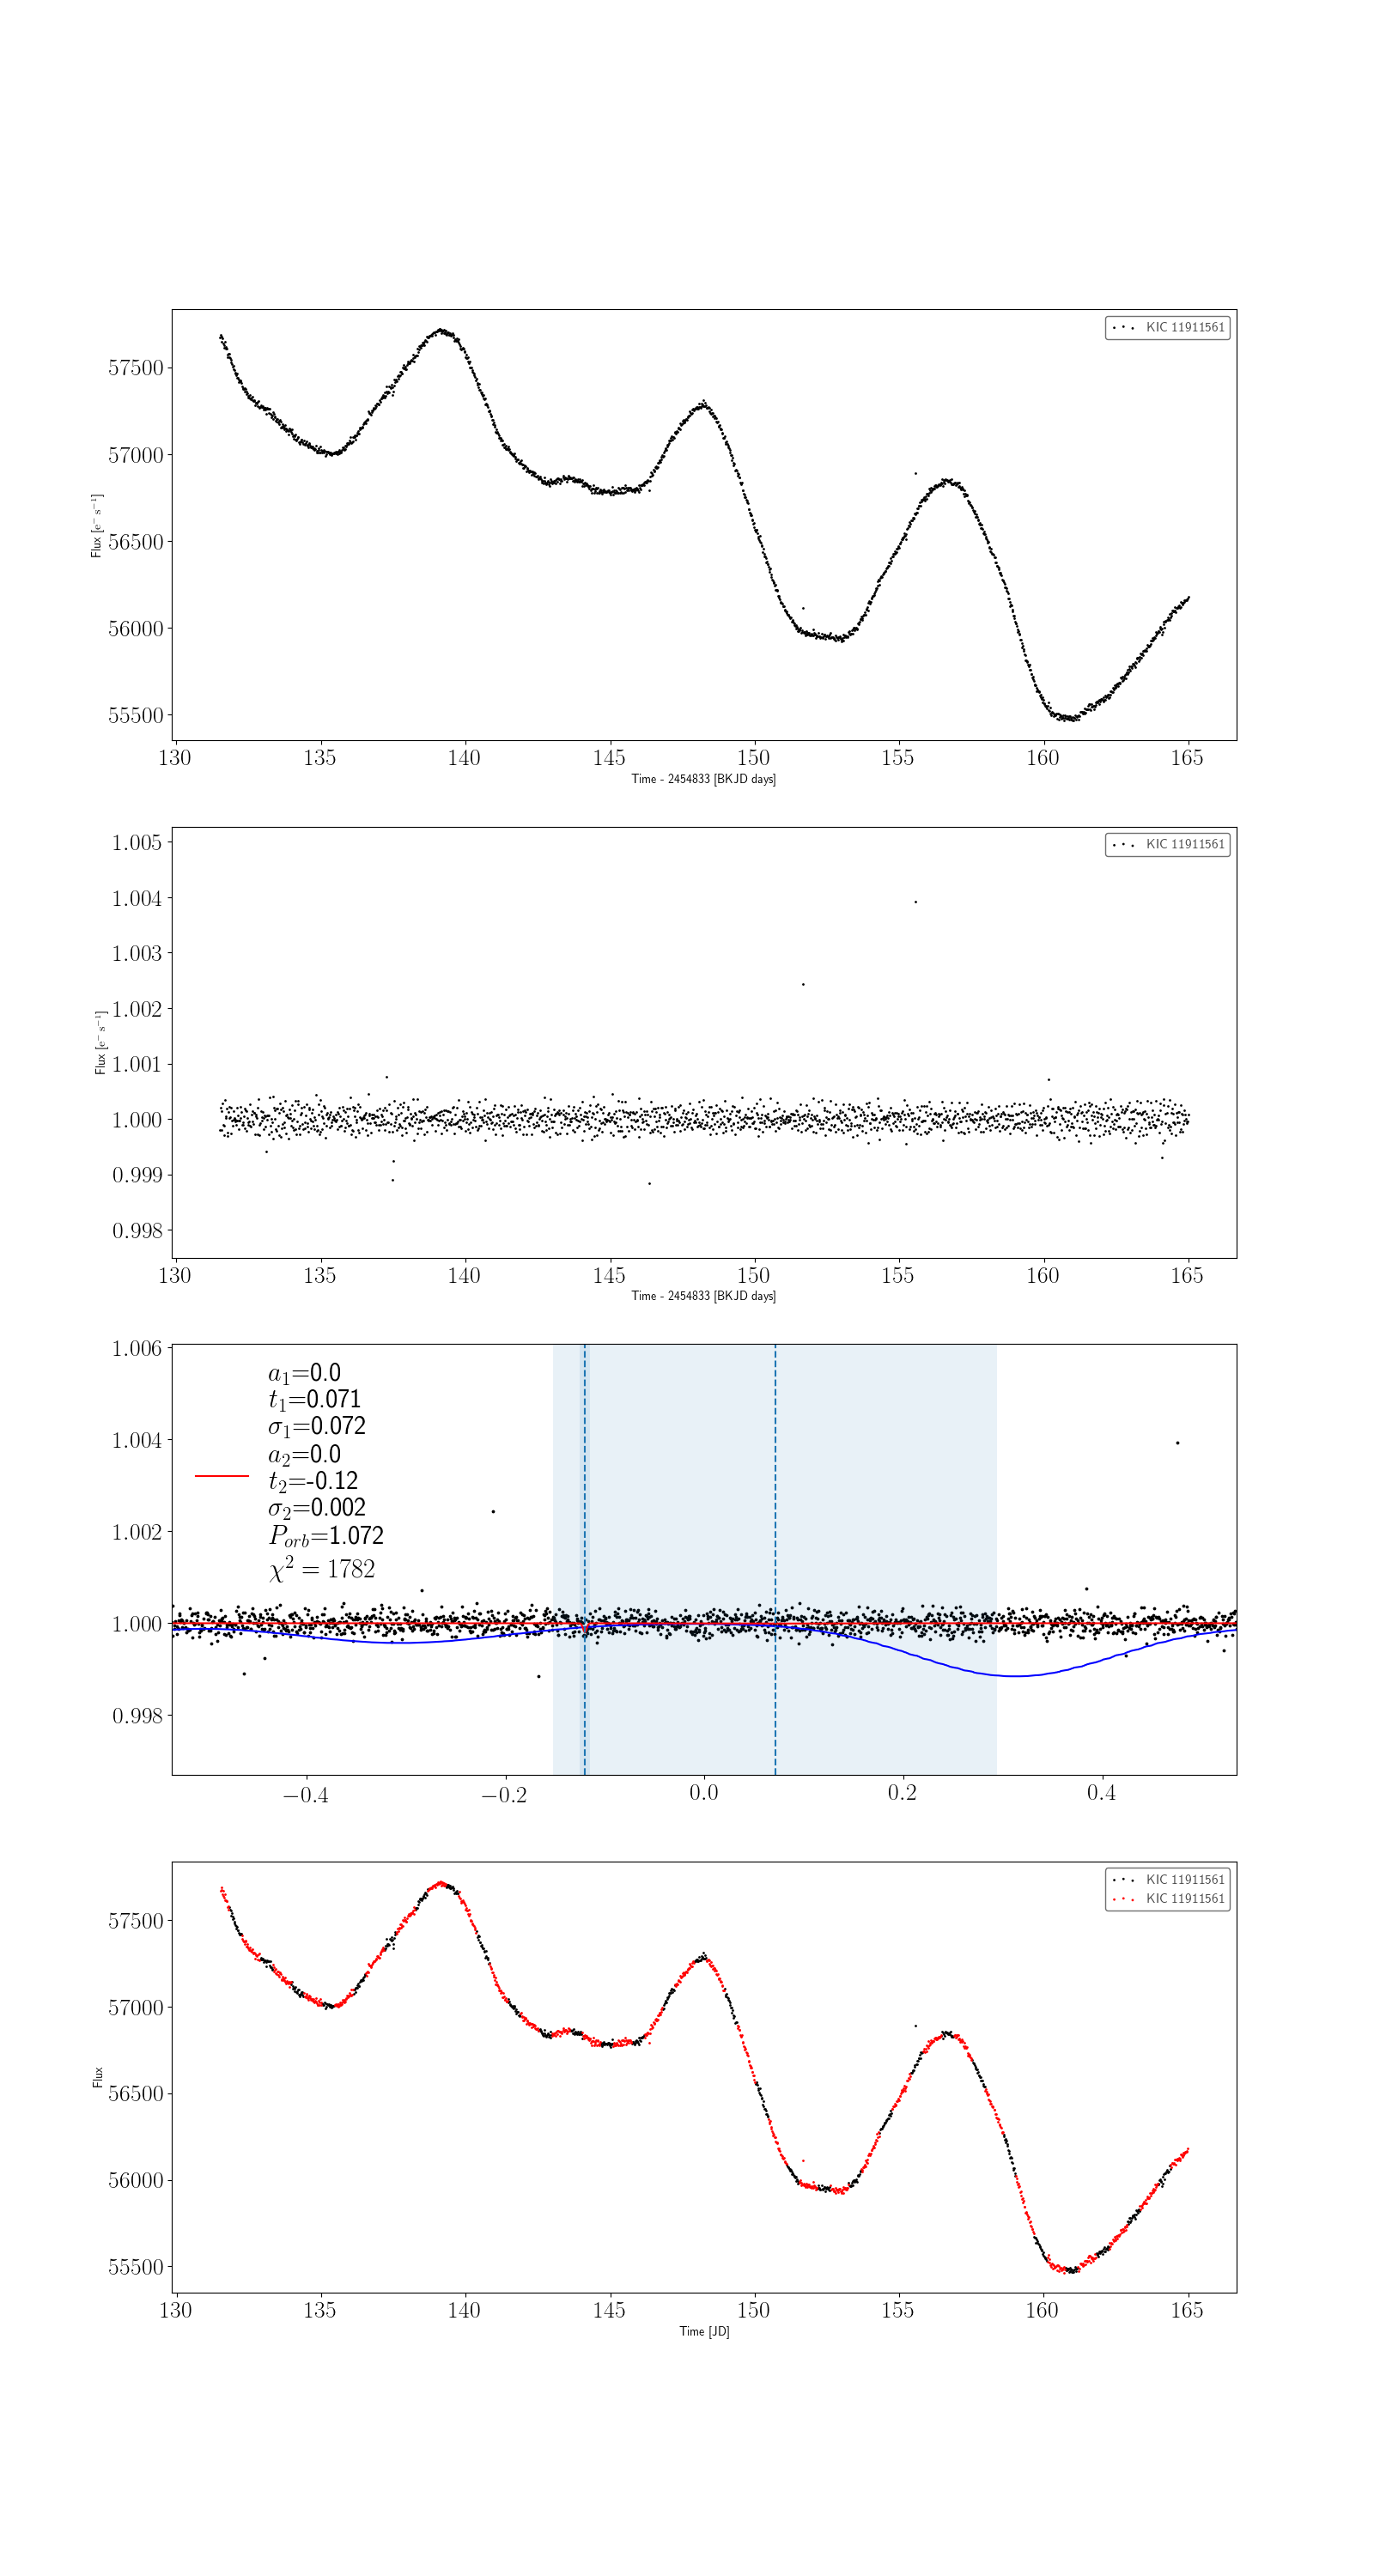 KIC 11911561
57500
57000
56500
56000
55500
Flux [e⁻ s⁻¹]
130 135 140 145 150 155 160 165
Time - 2454833 [BKJD days]
KIC 11911561
1.005
1.004
1.003
1.002
1.001
1.000
0.999
0.998
Flux [e⁻ s⁻¹]
130 135 140 145 150 155 160 165
Time - 2454833 [BKJD days]
1.006
1.004
1.002
1.000
0.998
a₁=0.0
t₁=0.071
σ₁=0.072
a₂=0.0
t₂=-0.12
σ₂=0.002
P_orb=1.072
χ² = 1782
−0.4 −0.2 0.0 0.2 0.4
KIC 11911561
KIC 11911561
57500
57000
56500
56000
55500
Flux
130 135 140 145 150 155 160 165
Time [JD]